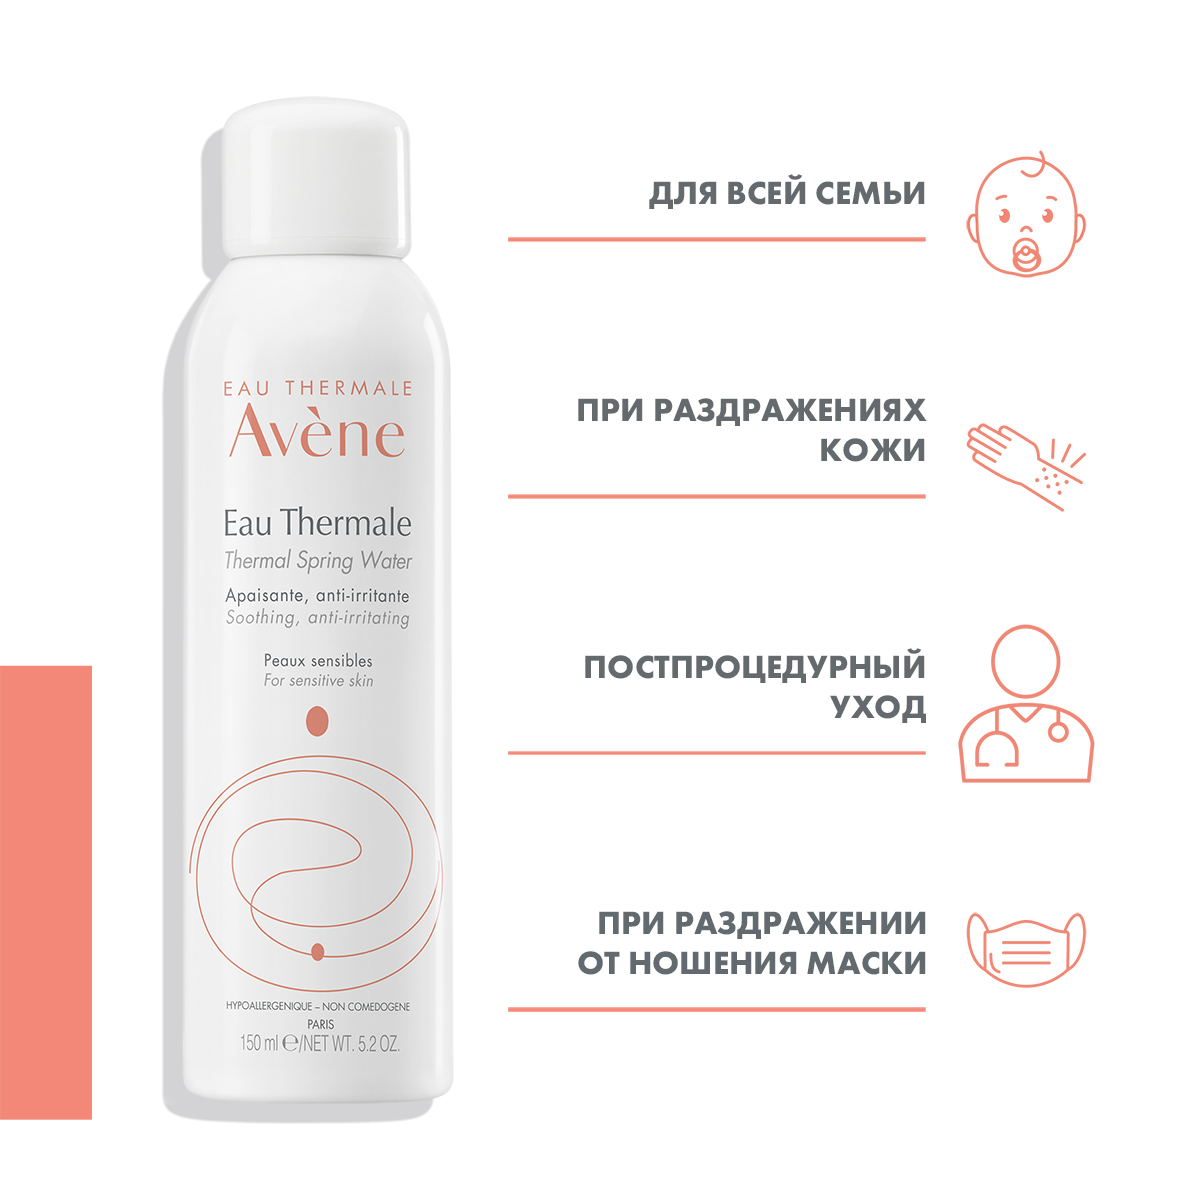 EAU THERMALE
Avène
Eau Thermale
Thermal Spring Water
Apaisante, anti-irritante
Soothing, anti-irritating
Peaux sensibles
For sensitive skin
HYPOALLERGENIQUE – NON COMEDOGENE
PARIS
150 ml ℮/NET WT. 5.2 OZ.
ДЛЯ ВСЕЙ СЕМЬИ
ПРИ РАЗДРАЖЕНИЯХ
КОЖИ
ПОСТПРОЦЕДУРНЫЙ
УХОД
ПРИ РАЗДРАЖЕНИИ
ОТ НОШЕНИЯ МАСКИ